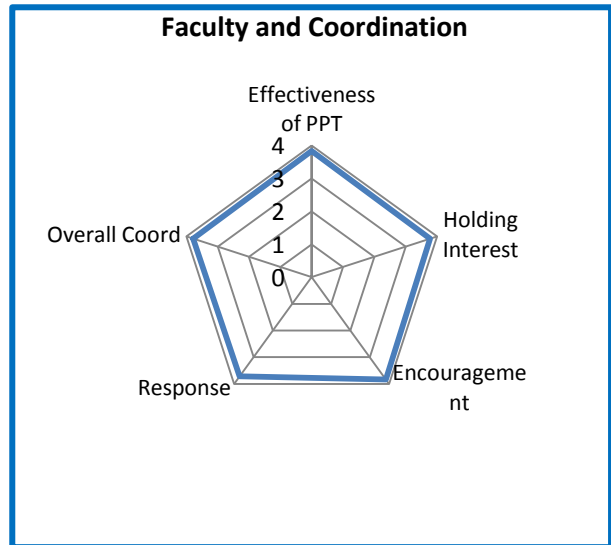 Faculty and Coordination
Effectiveness
of PPT
4
3
2
1
0
Holding
Interest
Encourageme
nt
Response
Overall Coord